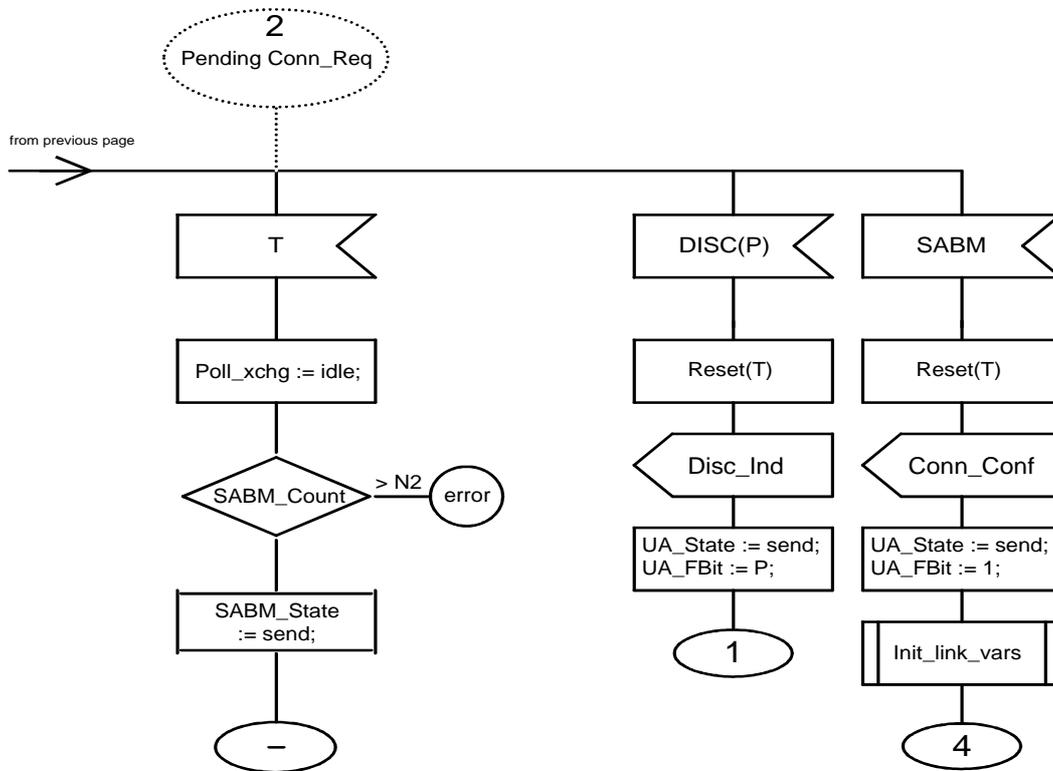 2
Pending Conn_Req
from previous page
T
DISC(P)
SABM
Poll_xchg := idle;
Reset(T)
Reset(T)
SABM_Count
> N2
error
Disc_Ind
Conn_Conf
UA_State := send;
UA_FBit := P;
UA_State := send;
UA_FBit := 1;
SABM_State
:= send;
1
Init_link_vars
–
4